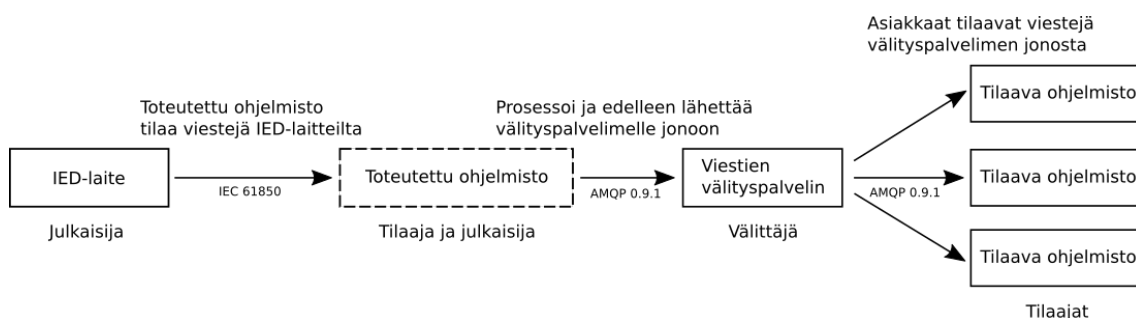 Asiakkaat tilaavat viestejä
välityspalvelimen jonosta
Toteutettu ohjelmisto
tilaa viestejä IED-laitteilta
Prosessoi ja edelleen lähettää
välityspalvelimelle jonoon
IED-laite
IEC 61850
Toteutettu ohjelmisto
AMQP 0.9.1
Viestien
välityspalvelin
AMQP 0.9.1
Tilaava ohjelmisto
Tilaava ohjelmisto
Tilaava ohjelmisto
Julkaisija
Tilaaja ja julkaisija
Välittäjä
Tilaajat